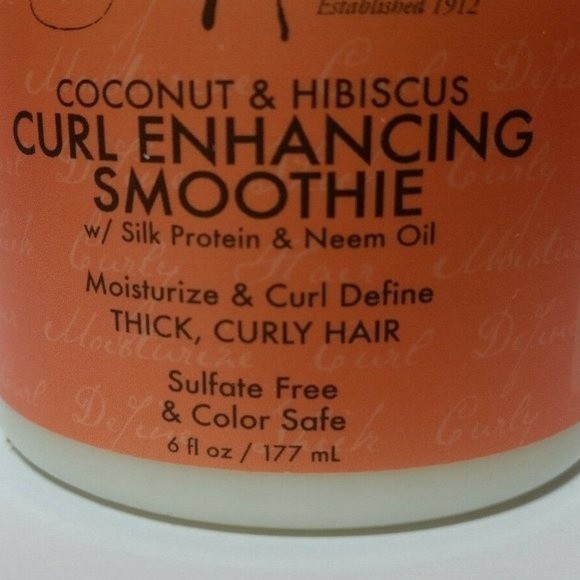 Established 1912
COCONUT & HIBISCUS
CURL ENHANCING
SMOOTHIE
w/ Silk Protein & Neem Oil
Moisturize & Curl Define
THICK, CURLY HAIR
Sulfate Free
& Color Safe
6 fl oz / 177 mL